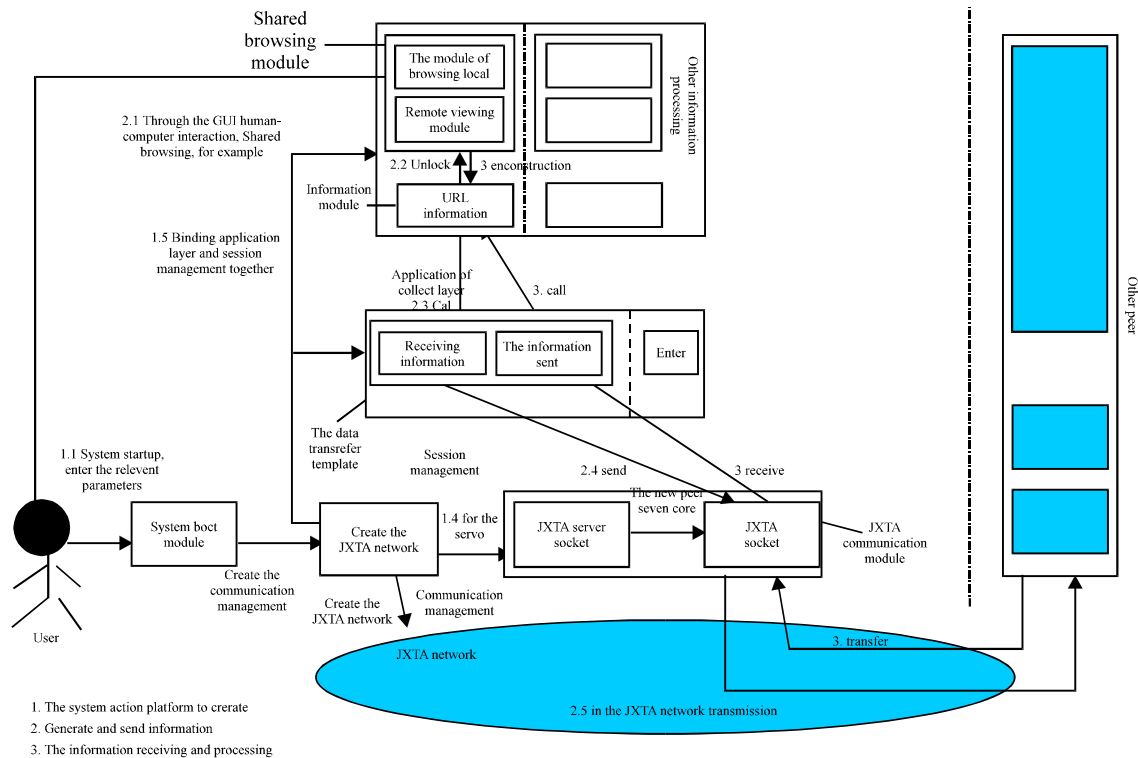 Shared
browsing
module
The module of
browsing local
Remote viewing
module
Other information
processing
2.1 Through the GUI human-
computer interaction, Shared
browsing, for example
2.2 Unlock
3 enconstruction
Information
module
URL
information
1.5 Binding application
layer and session
management together
Application of
collect layer
2.3 Cal
3. call
Other peer
Receiving
information
The information
sent
Enter
The data
transrefer
template
Session
management
1.1 System startup,
enter the relevent
parameters
2.4 send
3 receive
The new peer
seven core
System boct
module
Create the
JXTA network
1.4 for the
servo
JXTA server
socket
JXTA
socket
JXTA
communication
module
Create the
communication
management
Create the
JXTA network
Communication
management
User
3. transfer
JXTA network
2.5 in the JXTA network transmission
1. The system action platform to crerate
2. Generate and send information
3. The information receiving and processing